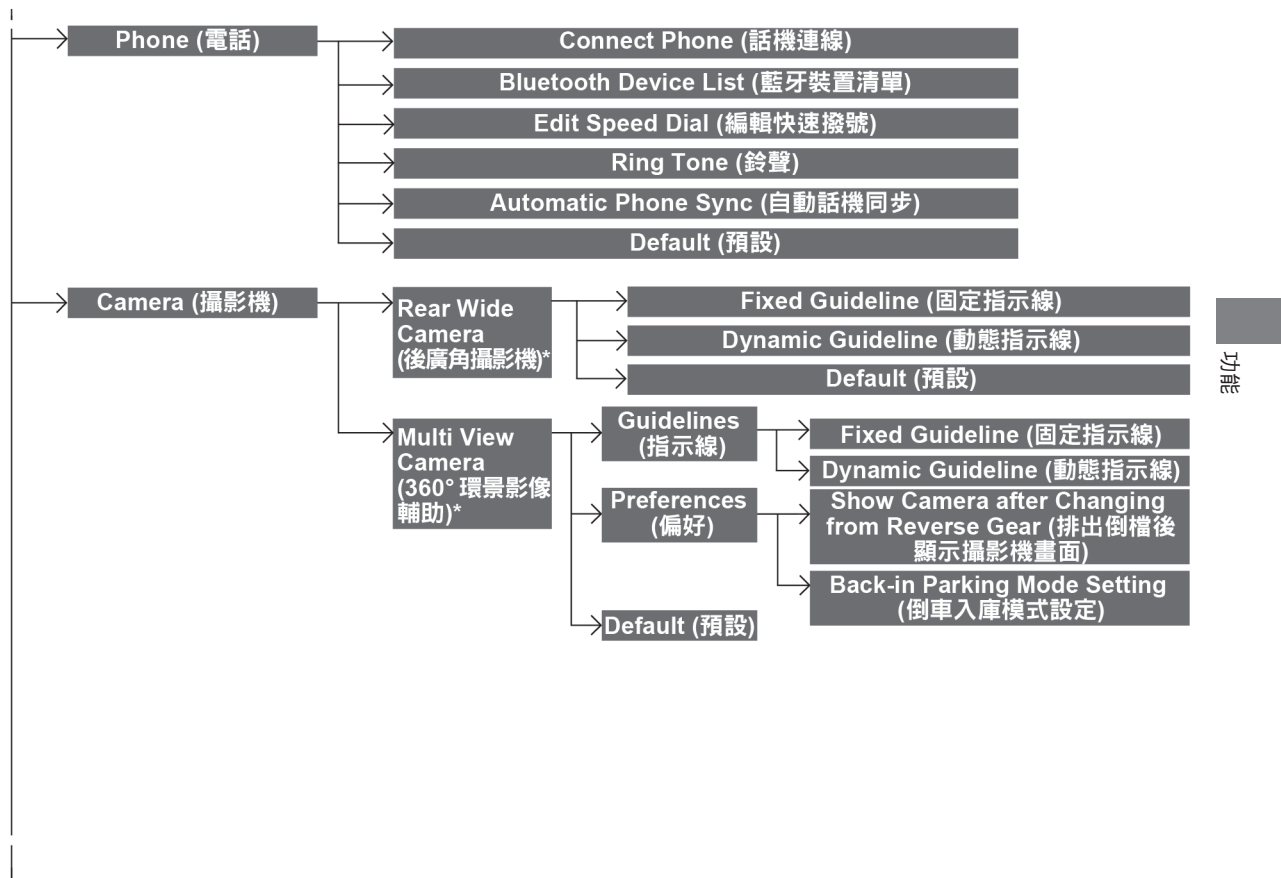 Phone (電話)
Connect Phone (話機連線)
Bluetooth Device List (藍牙裝置清單)
Edit Speed Dial (編輯快速撥號)
Ring Tone (鈴聲)
Automatic Phone Sync (自動話機同步)
Default (預設)
Camera (攝影機)
Rear Wide
Camera
(後廣角攝影機)*
Fixed Guideline (固定指示線)
Dynamic Guideline (動態指示線)
Default (預設)
Multi View
Camera
(360° 環景影像
輔助)*
Guidelines
(指示線)
Fixed Guideline (固定指示線)
Dynamic Guideline (動態指示線)
Preferences
(偏好)
Show Camera after Changing
from Reverse Gear (排出倒檔後
顯示攝影機畫面)
Back-in Parking Mode Setting
(倒車入庫模式設定)
Default (預設)
功能